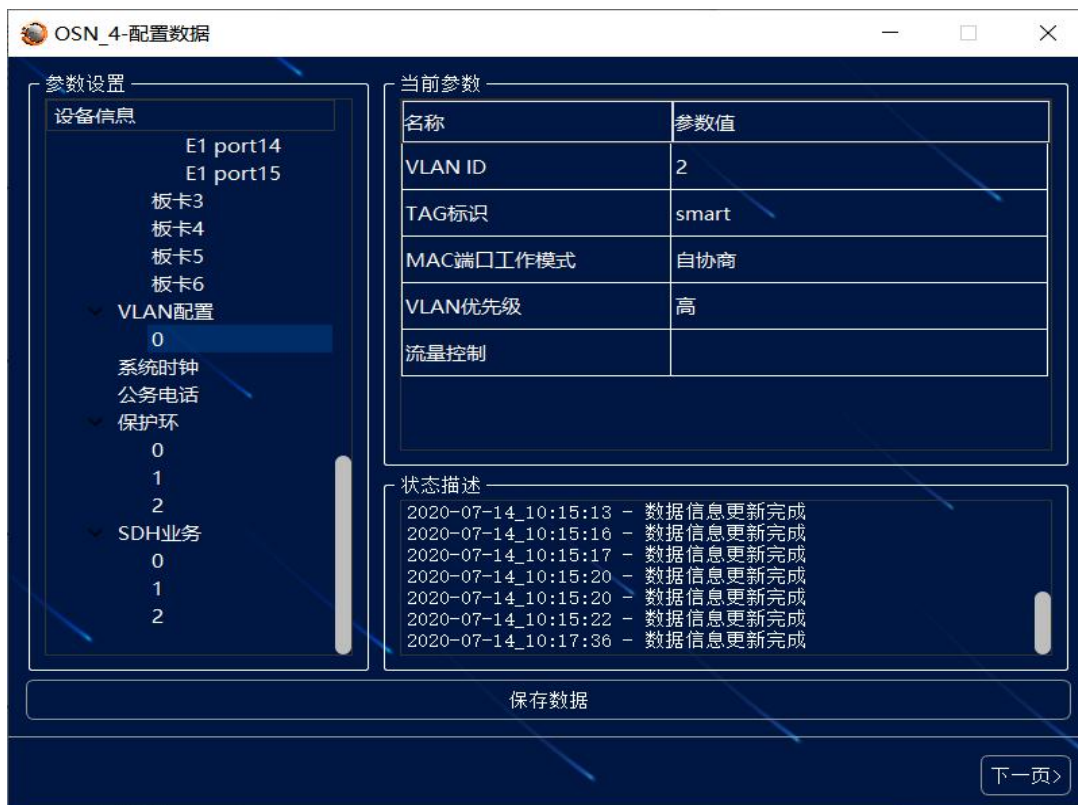 OSN_4-配置数据
参数设置
设备信息
E1 port14
E1 port15
板卡3
板卡4
板卡5
板卡6
VLAN配置
0
系统时钟
公务电话
保护环
0
1
2
SDH业务
0
1
2
当前参数
名称 参数值
VLAN ID 2
TAG标识 smart
MAC端口工作模式 自协商
VLAN优先级 高
流量控制
状态描述
2020-07-14_10:15:13 - 数据信息更新完成
2020-07-14_10:15:16 - 数据信息更新完成
2020-07-14_10:15:17 - 数据信息更新完成
2020-07-14_10:15:20 - 数据信息更新完成
2020-07-14_10:15:20 - 数据信息更新完成
2020-07-14_10:15:22 - 数据信息更新完成
2020-07-14_10:17:36 - 数据信息更新完成
保存数据
下一页>